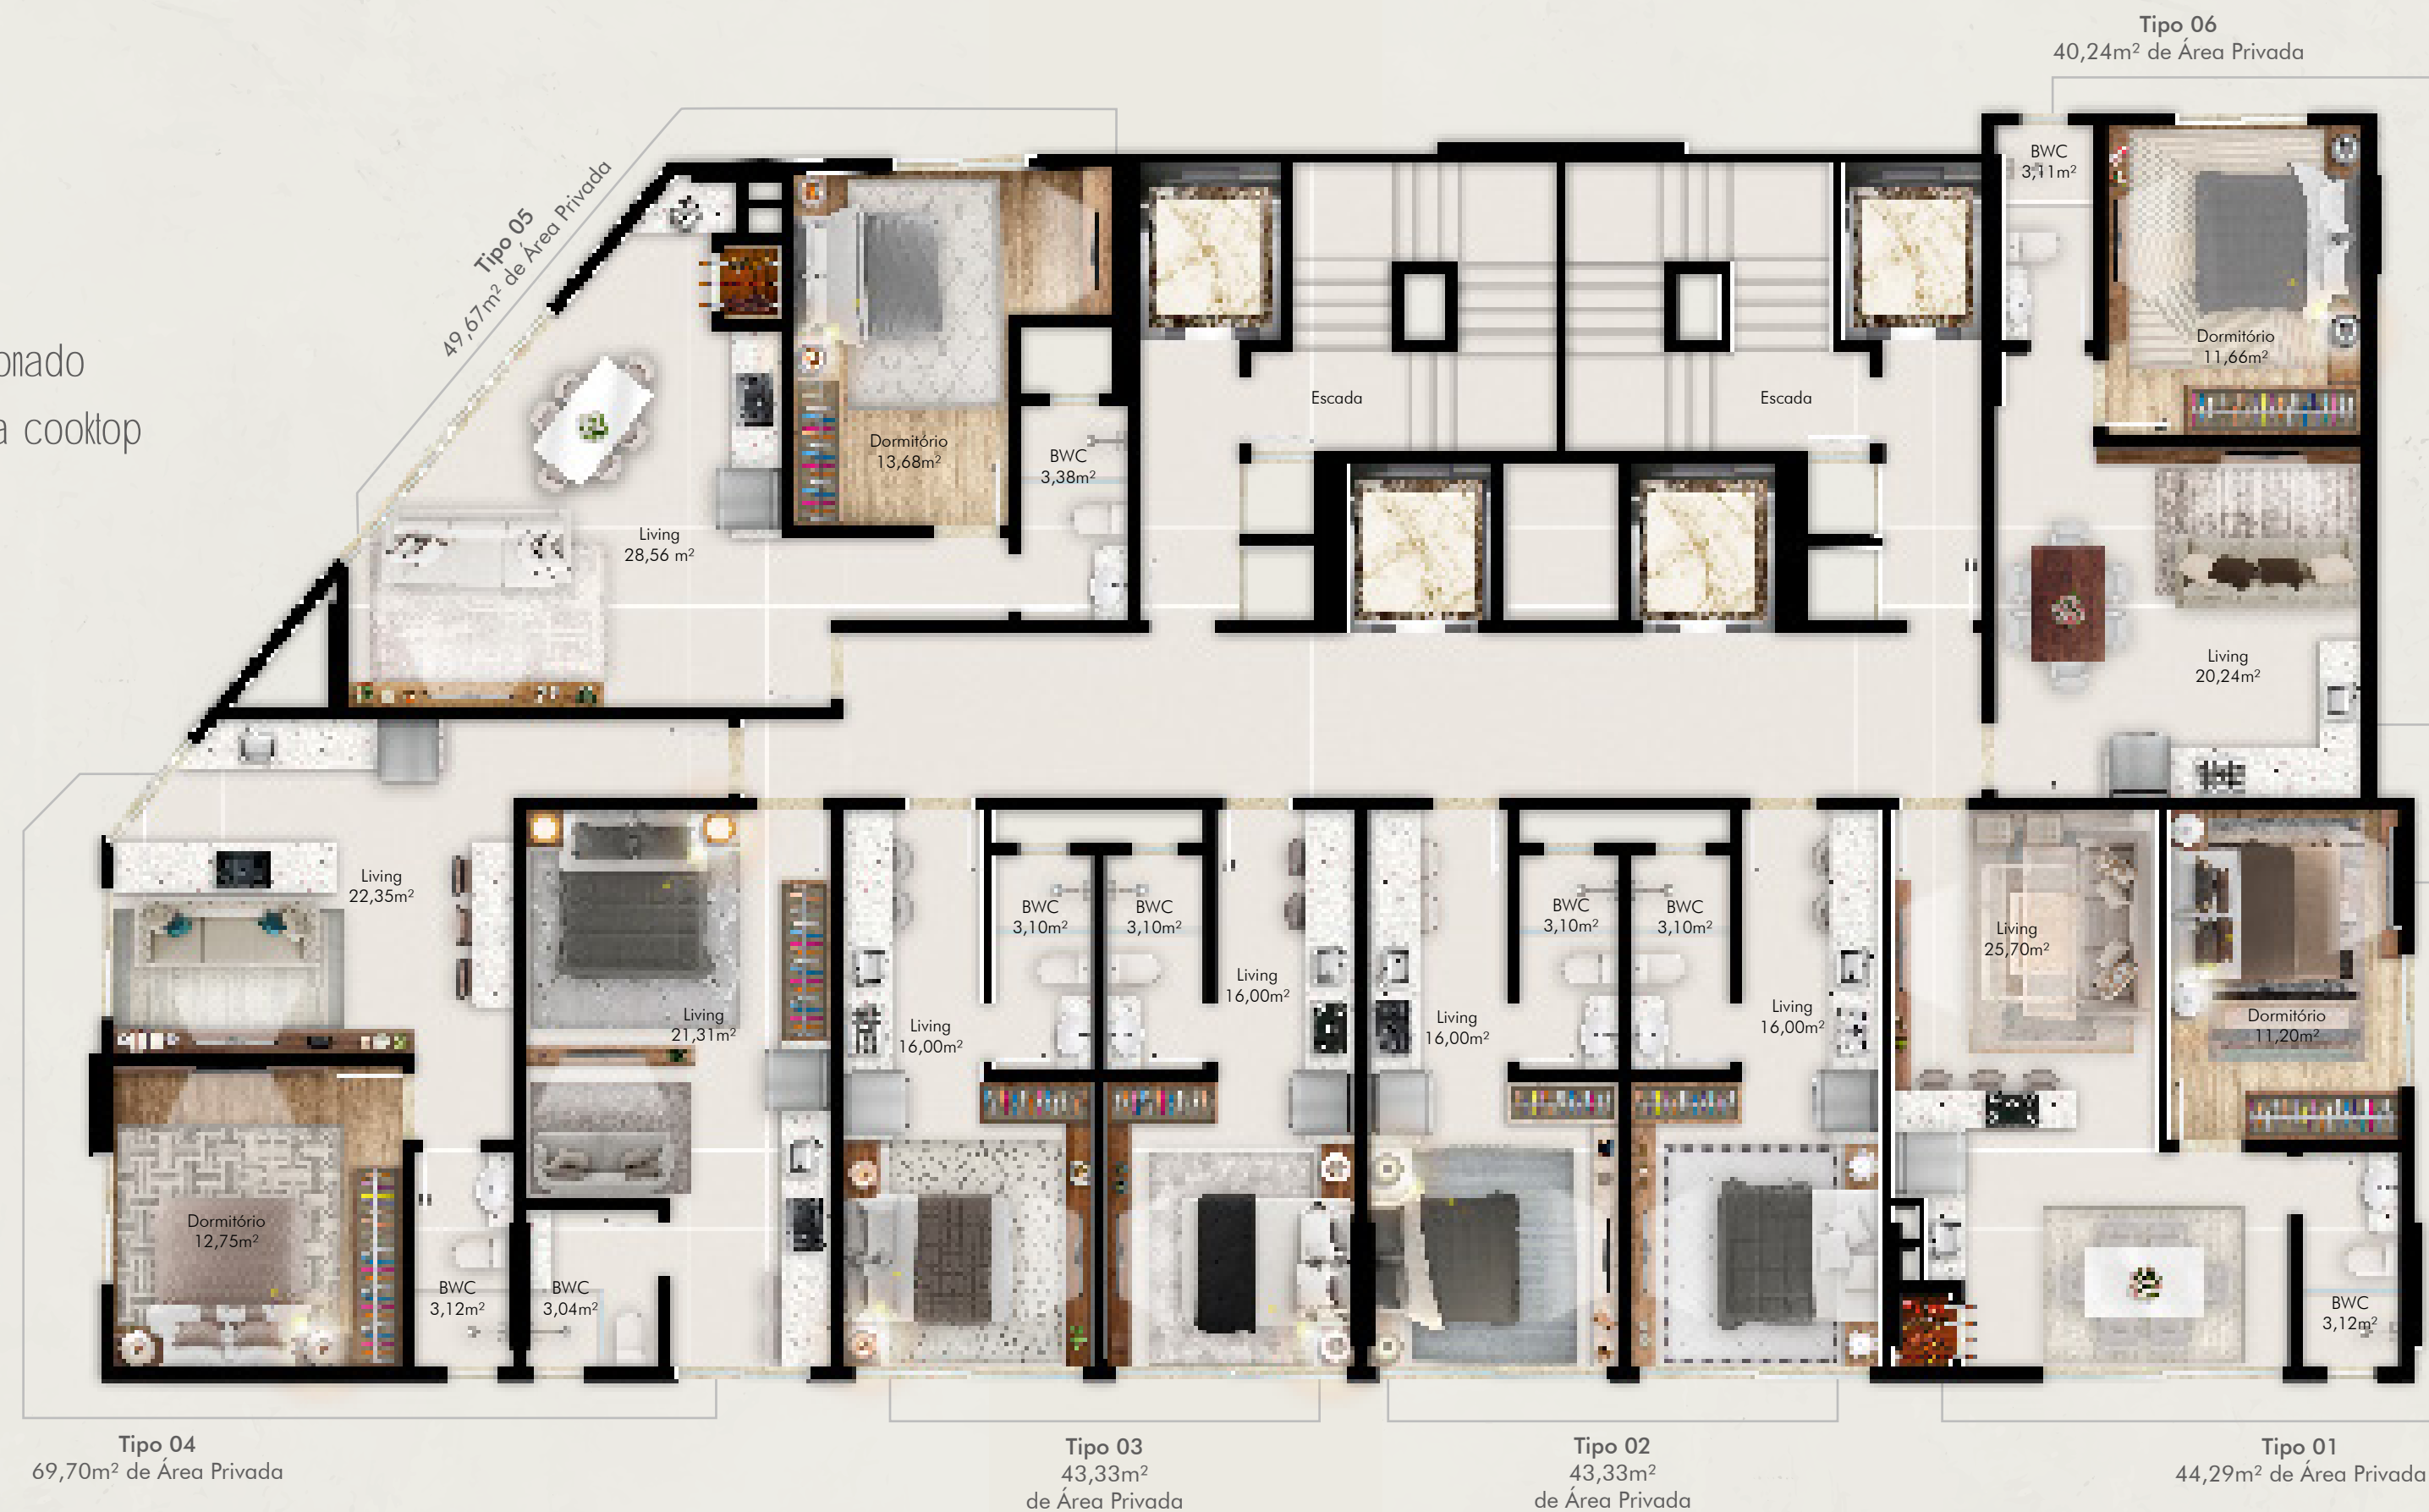 Tipo 06
40,24m² de Área Privada
Tipo 05
49,67m² de Área Privada
onado
a cooktop
BWC
3,11m²
Dormitório
11,66m²
Escada
Escada
Dormitório
13,68m²
BWC
3,38m²
Living
28,56 m²
Living
20,24m²
Living
22,35m²
Living
21,31m²
BWC
3,10m²
BWC
3,10m²
BWC
3,10m²
BWC
3,10m²
Living
16,00m²
Living
16,00m²
Living
16,00m²
Living
16,00m²
Living
25,70m²
Dormitório
11,20m²
Dormitório
12,75m²
BWC
3,12m²
BWC
3,04m²
BWC
3,12m²
Tipo 04
69,70m² de Área Privada
Tipo 03
43,33m²
de Área Privada
Tipo 02
43,33m²
de Área Privada
Tipo 01
44,29m² de Área Privada